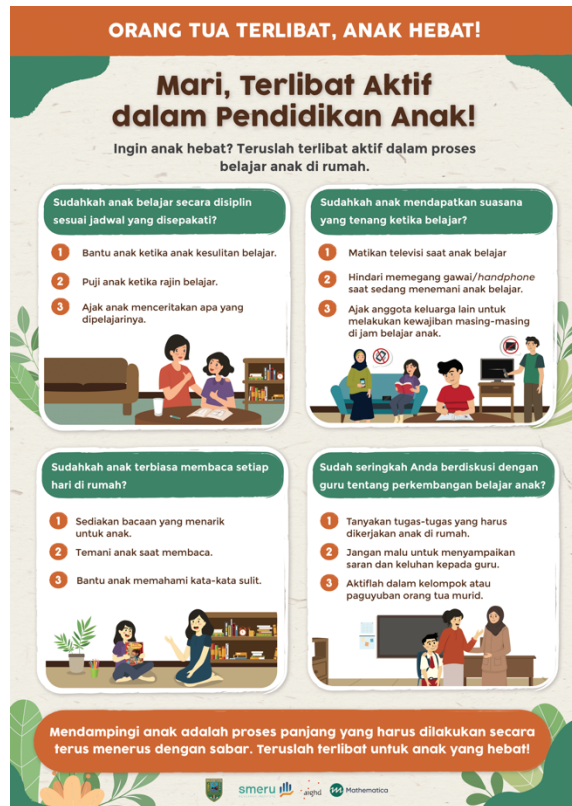 ORANG TUA TERLIBAT, ANAK HEBAT!
Mari, Terlibat Aktif
dalam Pendidikan Anak!
Ingin anak hebat? Teruslah terlibat aktif dalam proses
belajar anak di rumah.
Sudahkah anak belajar secara disiplin
sesuai jadwal yang disepakati?
1 Bantu anak ketika anak kesulitan belajar.
2 Puji anak ketika rajin belajar.
3 Ajak anak menceritakan apa yang
dipelajarinya.
Sudahkah anak mendapatkan suasana
yang tenang ketika belajar?
1 Matikan televisi saat anak belajar
2 Hindari memegang gawai/handphone
saat sedang menemani anak belajar.
3 Ajak anggota keluarga lain untuk
melakukan kewajiban masing-masing
di jam belajar anak.
Sudahkah anak terbiasa membaca setiap
hari di rumah?
1 Sediakan bacaan yang menarik
untuk anak.
2 Temani anak saat membaca.
3 Bantu anak memahami kata-kata sulit.
Sudah seringkah Anda berdiskusi dengan
guru tentang perkembangan belajar anak?
1 Tanyakan tugas-tugas yang harus
dikerjakan anak di rumah.
2 Jangan malu untuk menyampaikan
saran dan keluhan kepada guru.
3 Aktiflah dalam kelompok atau
paguyuban orang tua murid.
Mendampingi anak adalah proses panjang yang harus dilakukan secara
terus menerus dengan sabar. Teruslah terlibat untuk anak yang hebat!
smeru aighd Mathematica